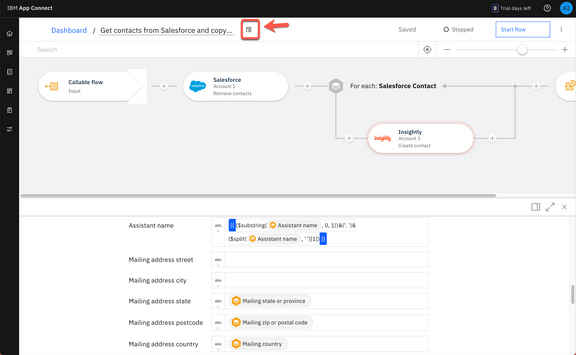 IBM App Connect
Trial days left
AZ
Dashboard / Get contacts from Salesforce and copy...
Saved
Stopped
Start flow
Search
Callable flow
Input
Salesforce
Account 1
Retrieve contacts
For each: Salesforce Contact
Insightly
Account 1
Create contact
Assistant name
abc
{{ ($substring( Assistant name , 0, 1))&('. ')&
($split( Assistant name , ' ')[1]) }}
Mailing address street
abc
Mailing address city
abc
Mailing address state
abc
Mailing state or province
Mailing address postcode
abc
Mailing zip or postal code
Mailing address country
abc
Mailing country